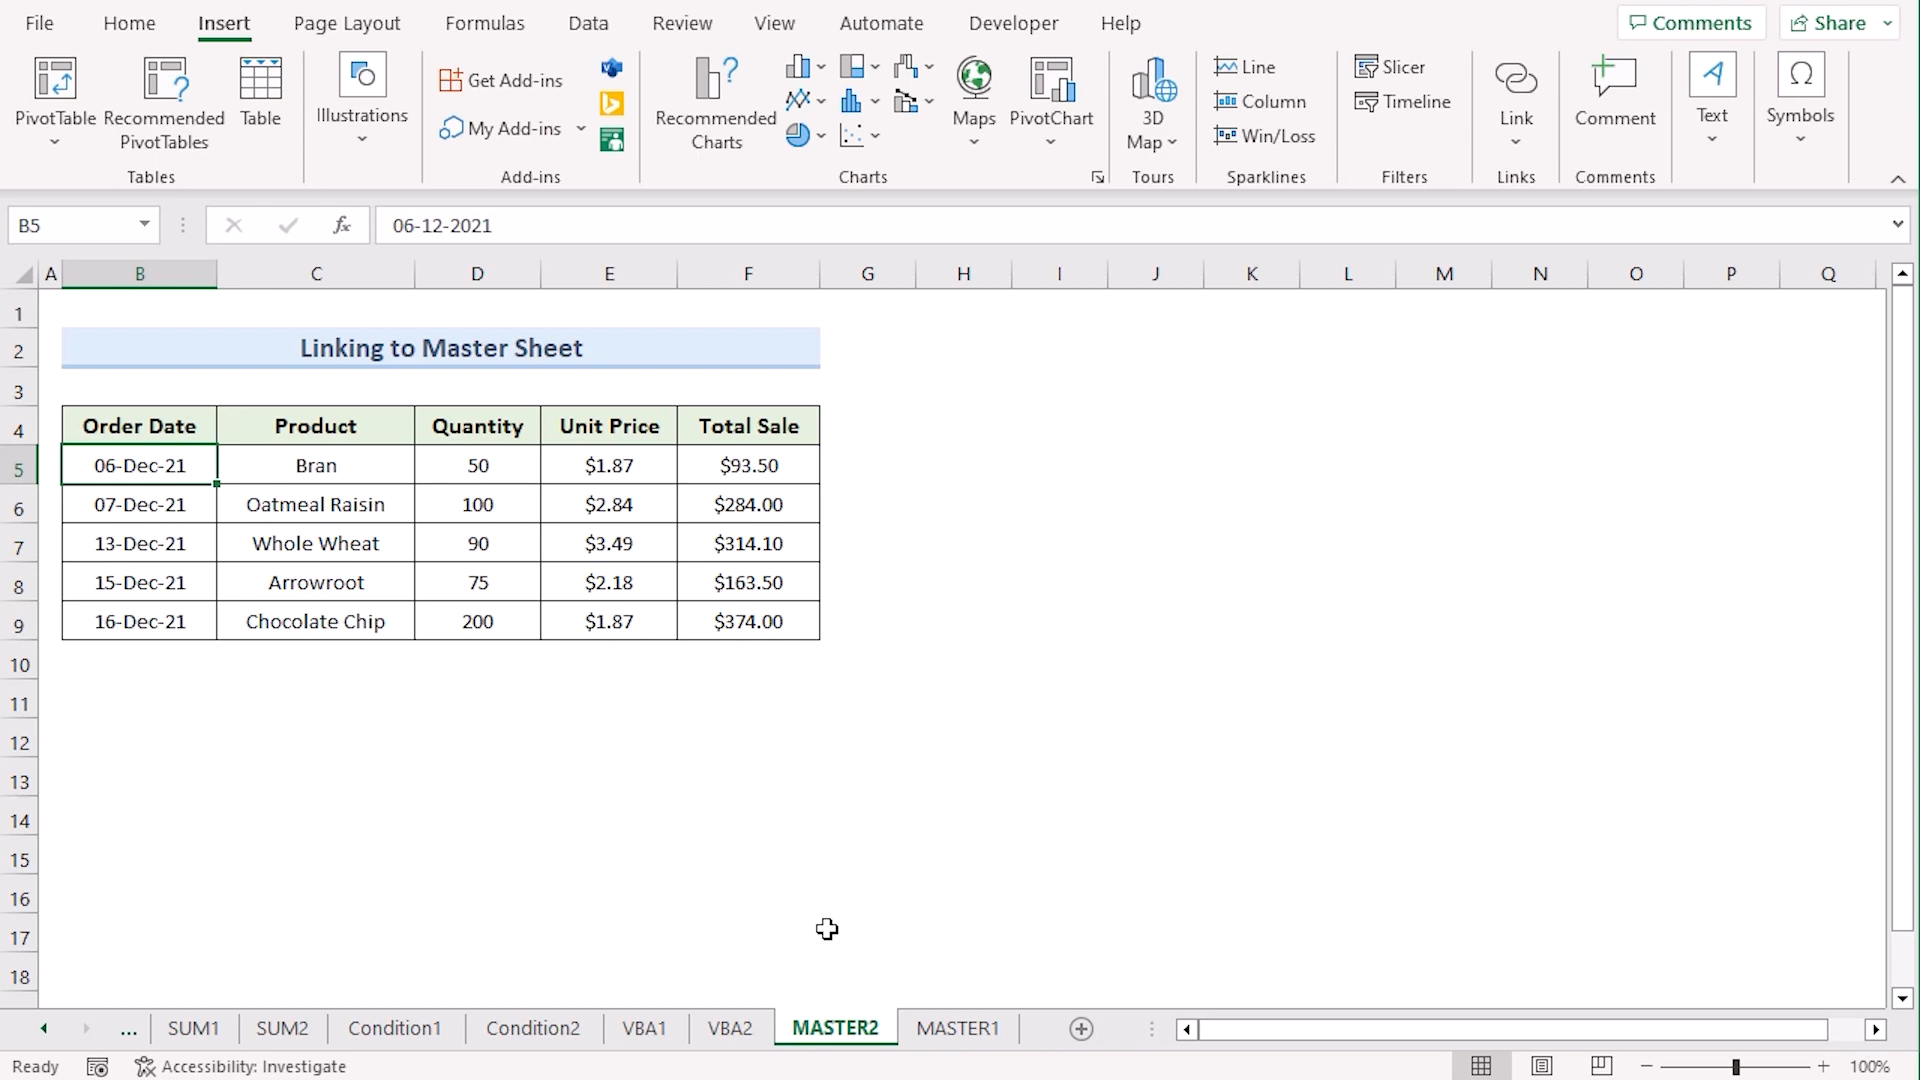 File Home Insert Page Layout Formulas Data Review View Automate Developer Help Comments Share
PivotTable Recommended PivotTables Table
Tables
Illustrations
Get Add-ins
My Add-ins
Add-ins
Recommended Charts
Maps PivotChart
Charts
3D Map
Tours
Line
Column
Win/Loss
Sparklines
Slicer
Timeline
Filters
Link
Links
Comment
Comments
Text
Symbols
B5 fx 06-12-2021
A B C D E F G H I J K L M N O P Q
1
2 Linking to Master Sheet
3
4 Order Date Product Quantity Unit Price Total Sale
5 06-Dec-21 Bran 50 $1.87 $93.50
6 07-Dec-21 Oatmeal Raisin 100 $2.84 $284.00
7 13-Dec-21 Whole Wheat 90 $3.49 $314.10
8 15-Dec-21 Arrowroot 75 $2.18 $163.50
9 16-Dec-21 Chocolate Chip 200 $1.87 $374.00
10
11
12
13
14
15
16
17
18
... SUM1 SUM2 Condition1 Condition2 VBA1 VBA2 MASTER2 MASTER1
Ready Accessibility: Investigate 100%